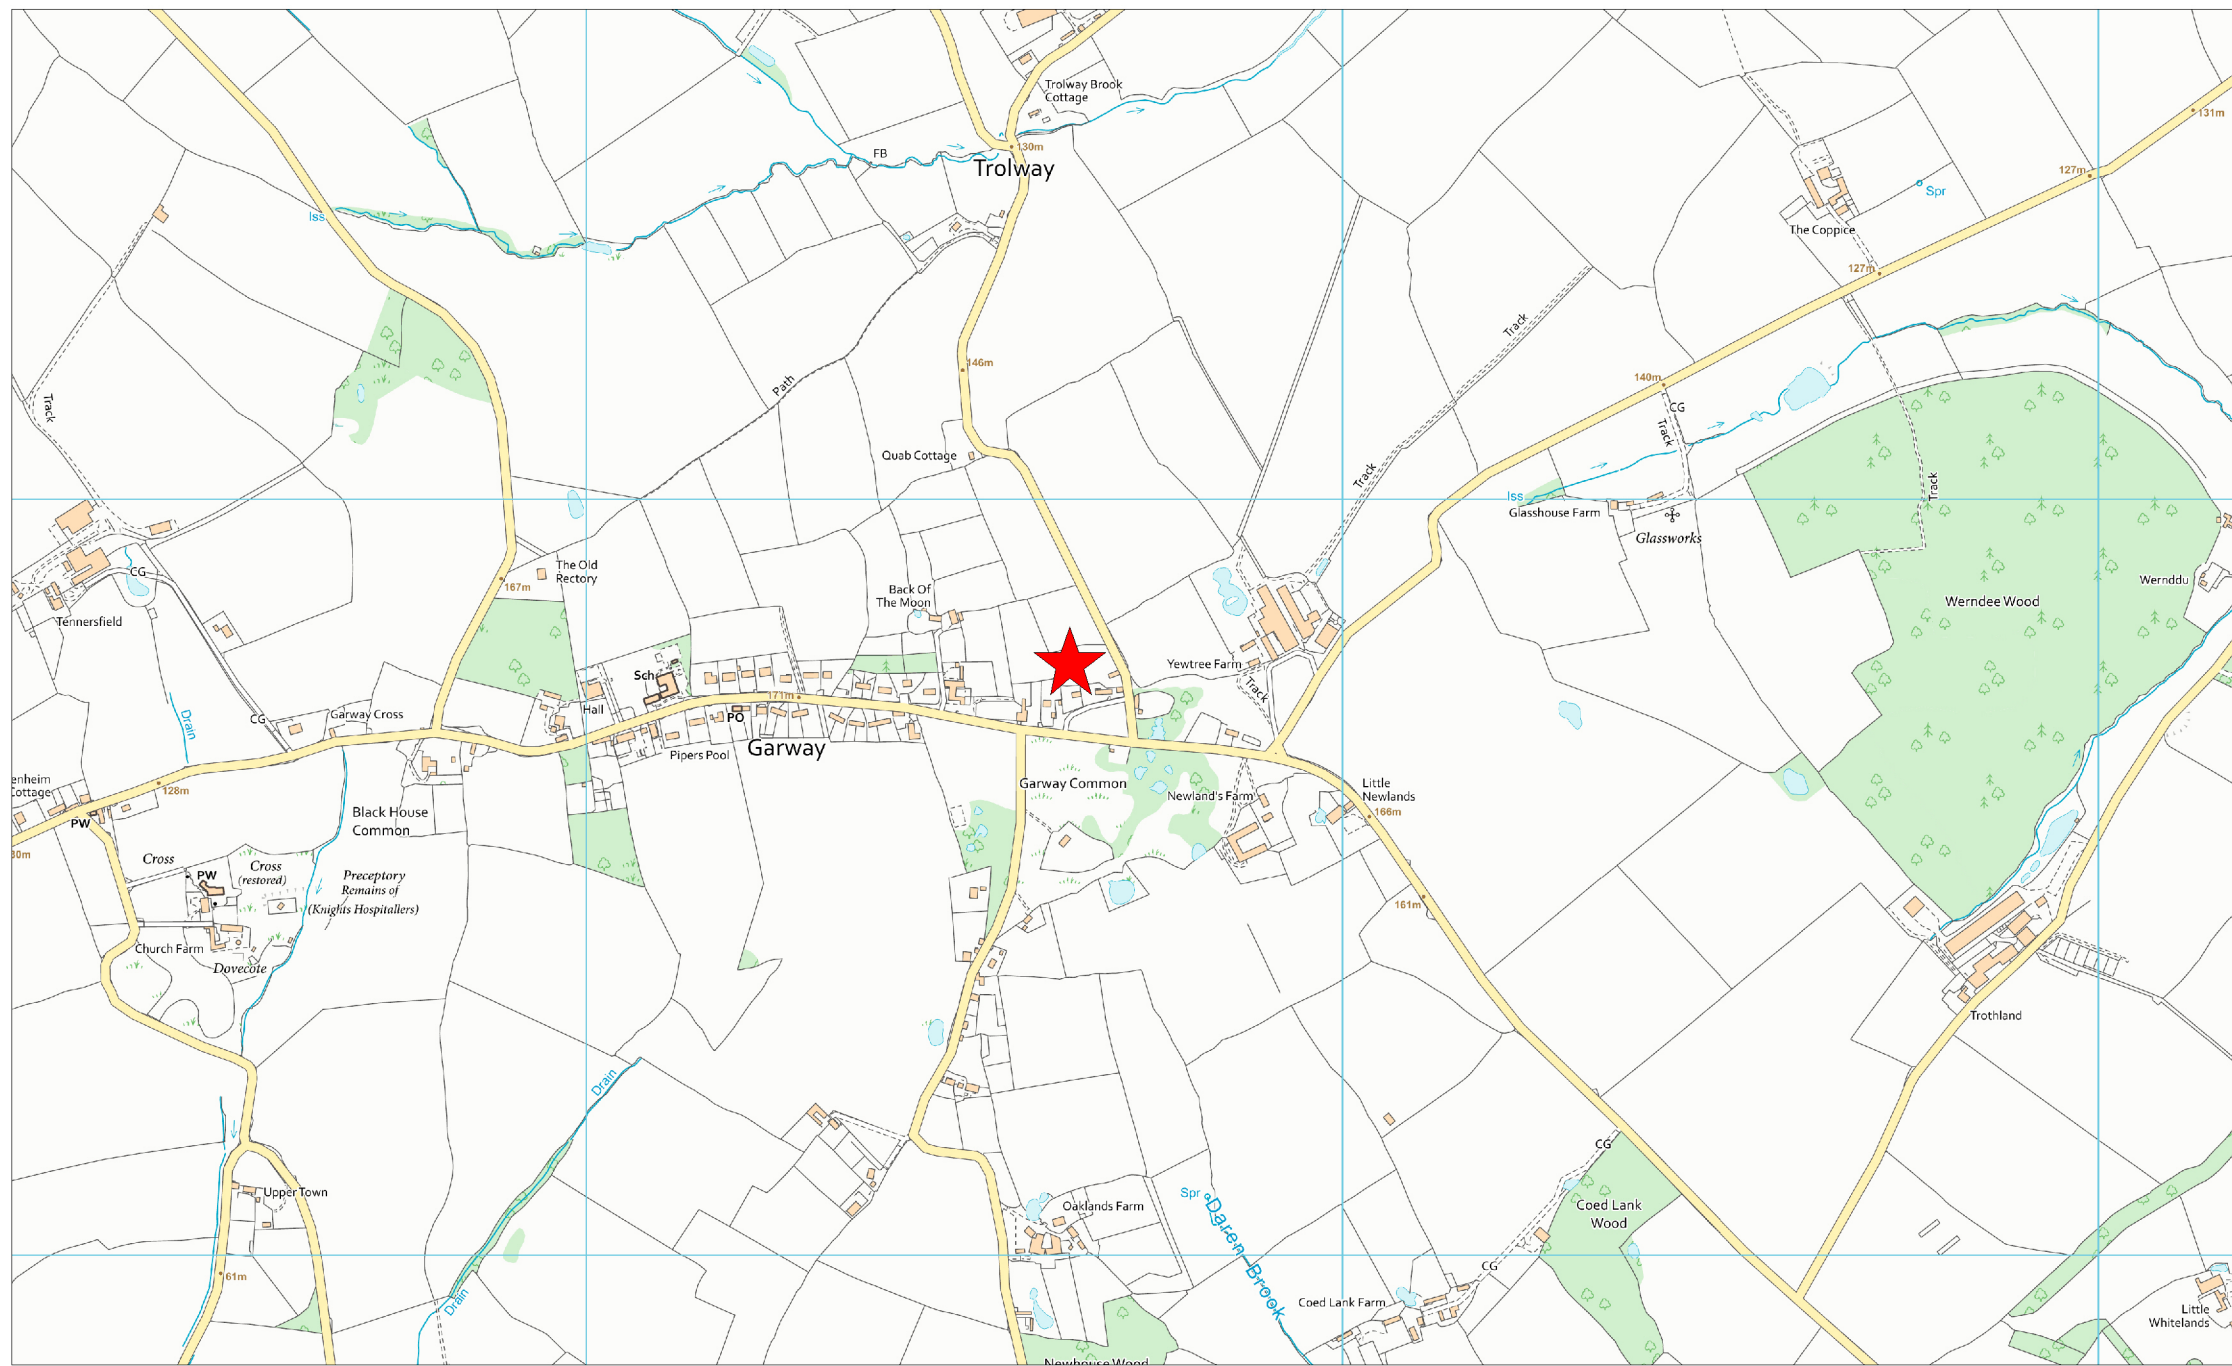 Trolway Brook
Cottage
131m
FB
130m
Trolway
127m
Spr
Iss
The Coppice
127m
Track
146m
Path
140m
CG
Track
Track
Quab Cottage
Track
Track
Iss
Glasshouse Farm
Glassworks
The Old
Rectory
CG
167m
Back Of
The Moon
Wernddu
Werndee Wood
Tennersfield
Yewtree Farm
Sch
Track
171m
Hall
PO
Garway Cross
CG
Drain
Garway
Pipers Pool
Garway Common
Newland's Farm
Little
Newlands
166m
enheim
Cottage
128m
PW
Black House
Common
30m
Cross
Cross
(restored)
PW
Preceptory
Remains of
(Knights Hospitallers)
161m
Church Farm
Dovecote
Trothland
Drain
CG
Upper Town
Spr
Daren Brook
Oaklands Farm
Coed Lank
Wood
61m
Drain
CG
Coed Lank Farm
Little
Whitelands
Newhouse Wood